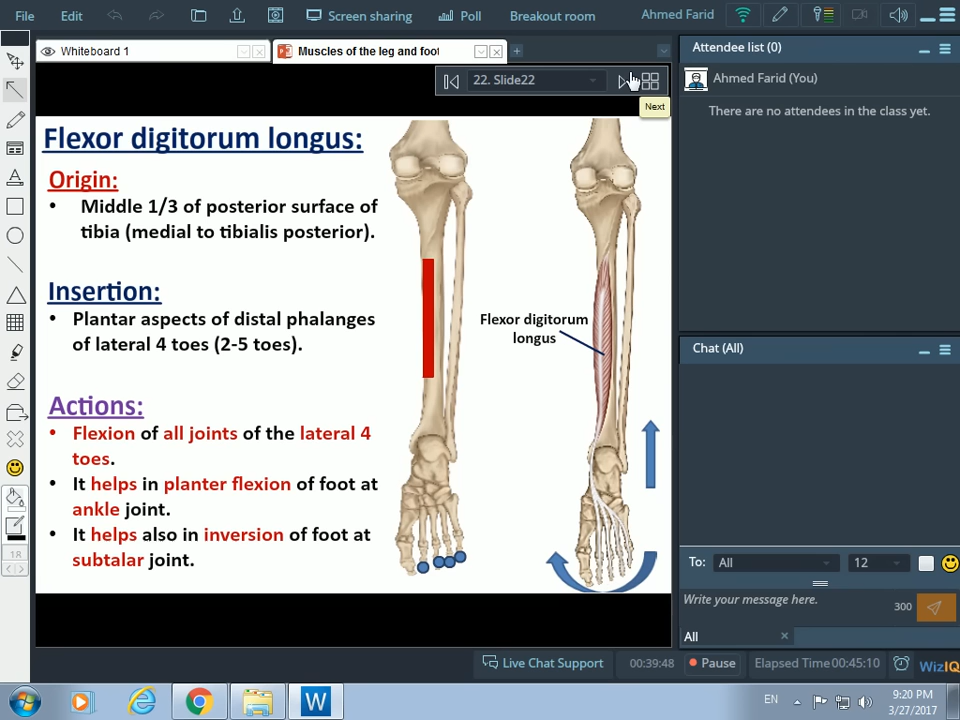 File Edit Screen sharing Poll Breakout room Ahmed Farid
Whiteboard 1 Muscles of the leg and foot
22. Slide22
Next
Flexor digitorum longus:
Origin:
• Middle 1/3 of posterior surface of
tibia (medial to tibialis posterior).
Insertion:
• Plantar aspects of distal phalanges
of lateral 4 toes (2-5 toes).
Actions:
• Flexion of all joints of the lateral 4
toes.
• It helps in planter flexion of foot at
ankle joint.
• It helps also in inversion of foot at
subtalar joint.
Flexor digitorum
longus
Attendee list (0)
Ahmed Farid (You)
There are no attendees in the class yet.
Chat (All)
To: All 12
Write your message here. 300
All
Live Chat Support 00:39:48 Pause Elapsed Time 00:45:10 WizIQ
EN 9:20 PM
3/27/2017